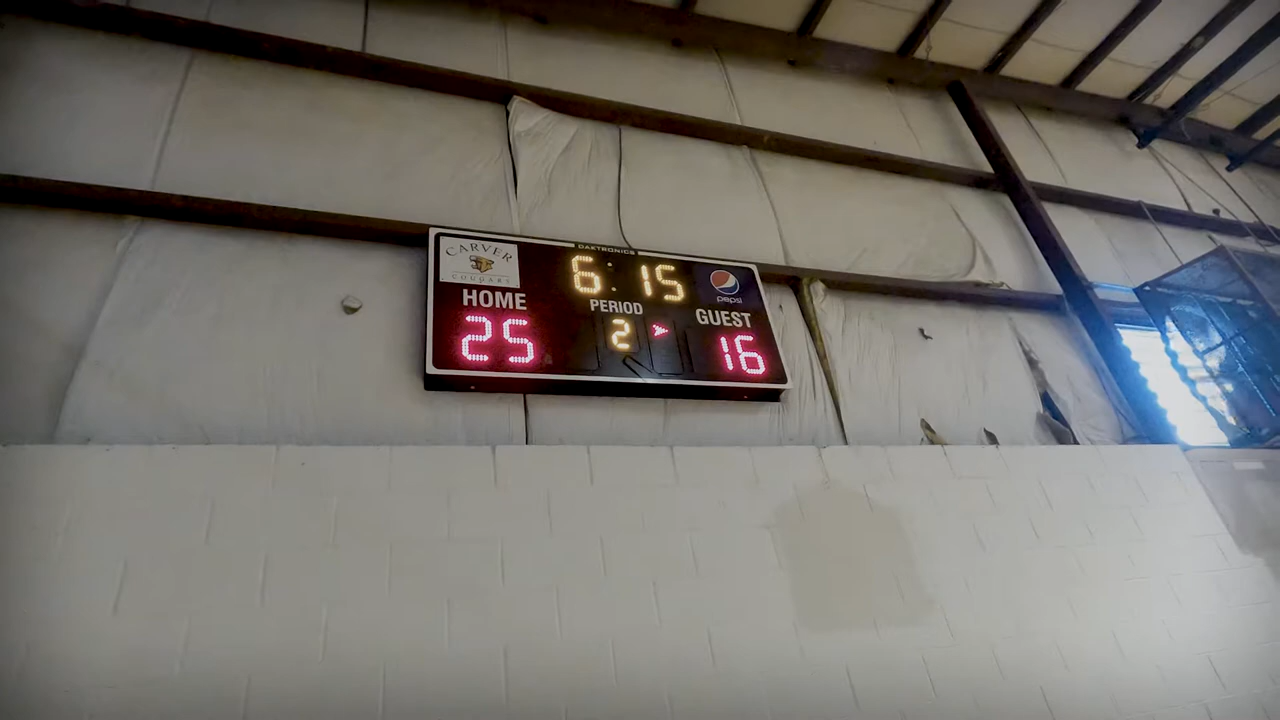 DAKTRONICS
CARVER
COUGARS
6:15
pepsi
HOME
PERIOD
GUEST
25
2
16